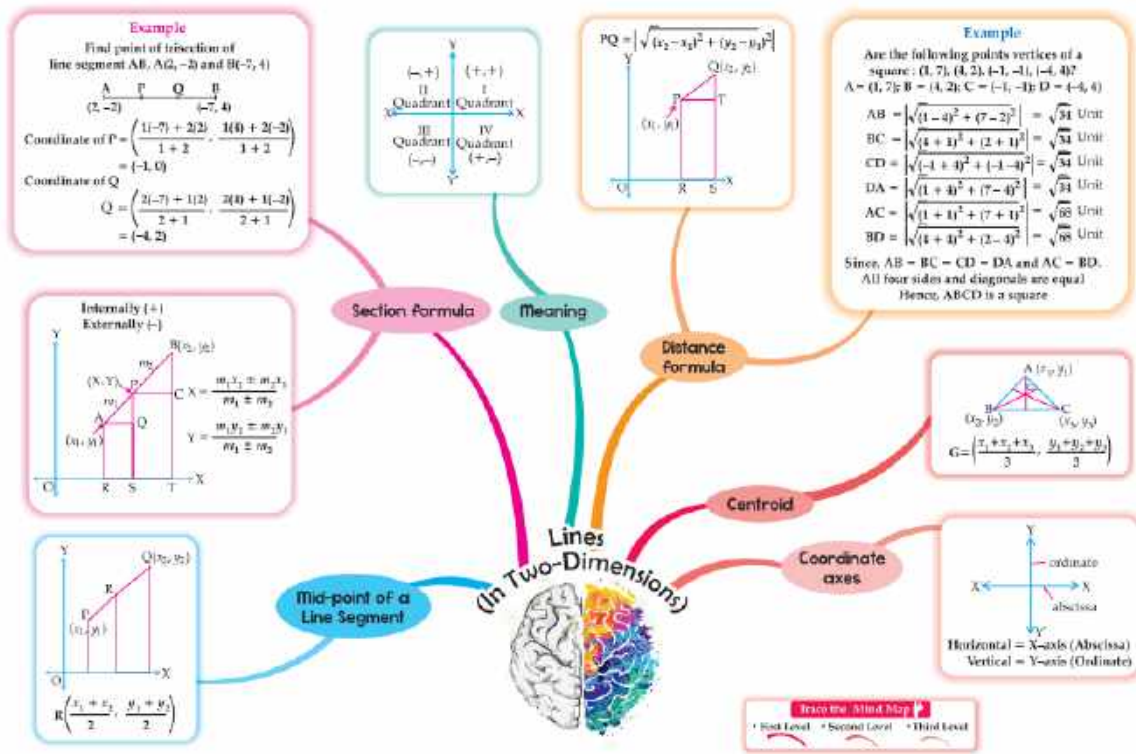 Example
Find point of trisection of
line segment AB, A(2, –2) and B(–7, 4)
A P Q B
(2, –2) (–7, 4)
Coordinate of P = ( 1(–7) + 2(2) / 1 + 2 , 1(4) + 2(–2) / 1 + 2 )
= (–1, 0)
Coordinate of Q
Q = ( 2(–7) + 1(2) / 2 + 1 , 2(4) + 1(–2) / 2 + 1 )
= (–4, 2)
Y
(–,+) (+,+)
II I
Quadrant Quadrant
X' X
III IV
Quadrant Quadrant
(–,–) (+,–)
Y'
PQ = |√(x₂–x₁)² + (y₂–y₁)²|
Y
Q(x₂, y₂)
P T
(x₁, y₁)
O R S X
Example
Are the following points vertices of a
square : (1, 7), (4, 2), (–1, –1), (–4, 4)?
A = (1, 7); B = (4, 2); C = (–1, –1); D = (–4, 4)
AB = |√(1 – 4)² + (7 – 2)²| = √34 Unit
BC = |√(4 + 1)² + (2 + 1)²| = √34 Unit
CD = |√(–1 + 4)² + (–1 –4)²| = √34 Unit
DA = |√(1 + 4)² + (7 – 4)²| = √34 Unit
AC = |√(1 + 1)² + (7 + 1)²| = √68 Unit
BD = |√(4 + 4)² + (2 – 4)²| = √68 Unit
Since, AB = BC = CD = DA and AC = BD.
All four sides and diagonals are equal
Hence, ABCD is a square
Section formula
Meaning
Distance
formula
Internally (+)
Externally (–)
Y
B(x₂, y₂)
m₂
(X, Y)
P C
m₁
A Q
(x₁, y₁)
O R S T X
X = m₁x₂ ± m₂x₁ / m₁ ± m₂
Y = m₁y₂ ± m₂y₁ / m₁ ± m₂
A (x₁, y₁)
B C
(x₂, y₂) (x₃, y₃)
G = ( x₁+x₂+x₃ / 3 , y₁+y₂+y₃ / 3 )
Centroid
Coordinate
axes
Y
ordinate
X' X
abscissa
Y'
Horizontal = X–axis (Abscissa)
Vertical = Y–axis (Ordinate)
Lines
(In Two-Dimensions)
Mid-point of a
Line Segment
Y
Q(x₂, y₂)
R
P
(x₁, y₁)
O X
R( x₁ + x₂ / 2 , y₁ + y₂ / 2 )
Trace the Mind Map
• First Level • Second Level • Third Level